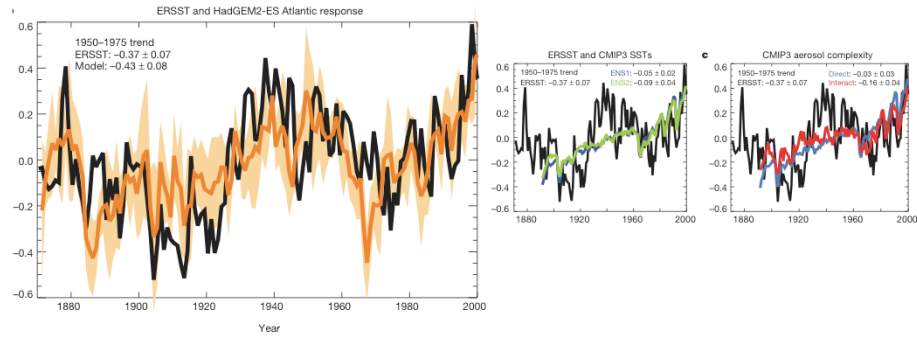 ERSST and HadGEM2-ES Atlantic response
1950–1975 trend
ERSST: –0.37 ± 0.07
Model: –0.43 ± 0.08
0.6
0.4
0.2
0.0
–0.2
–0.4
–0.6
1880
1900
1920
1940
1960
1980
2000
Year
ERSST and CMIP3 SSTs
1950–1975 trend
ERSST: –0.37 ± 0.07
ENS1: –0.05 ± 0.02
ENS2: –0.09 ± 0.04
0.6
0.4
0.2
0.0
–0.2
–0.4
–0.6
1880
1920
1960
2000
c
CMIP3 aerosol complexity
1950–1975 trend
ERSST: –0.37 ± 0.07
Direct: –0.03 ± 0.03
Interact: –0.16 ± 0.04
0.6
0.4
0.2
0.0
–0.2
–0.4
–0.6
1880
1920
1960
2000